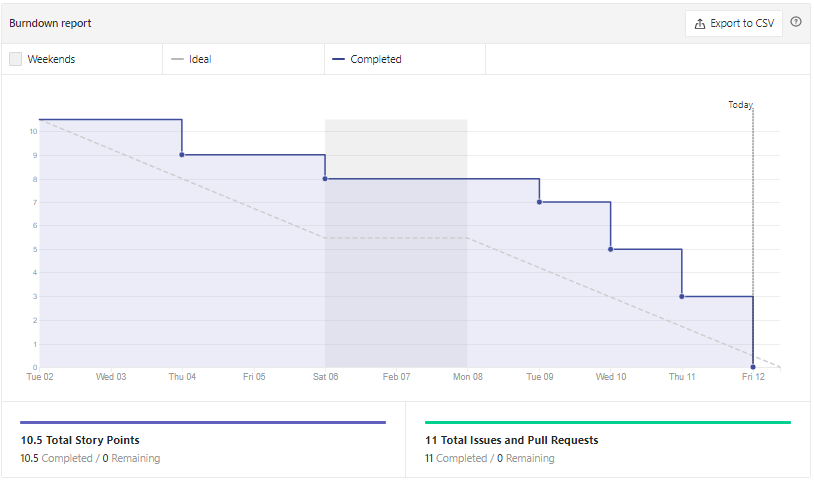 Burndown report
Export to CSV
Weekends
Ideal
Completed
Today
10
9
8
7
6
5
4
3
2
1
0
Tue 02 Wed 03 Thu 04 Fri 05 Sat 06 Feb 07 Mon 08 Tue 09 Wed 10 Thu 11 Fri 12
10.5 Total Story Points
10.5 Completed / 0 Remaining
11 Total Issues and Pull Requests
11 Completed / 0 Remaining